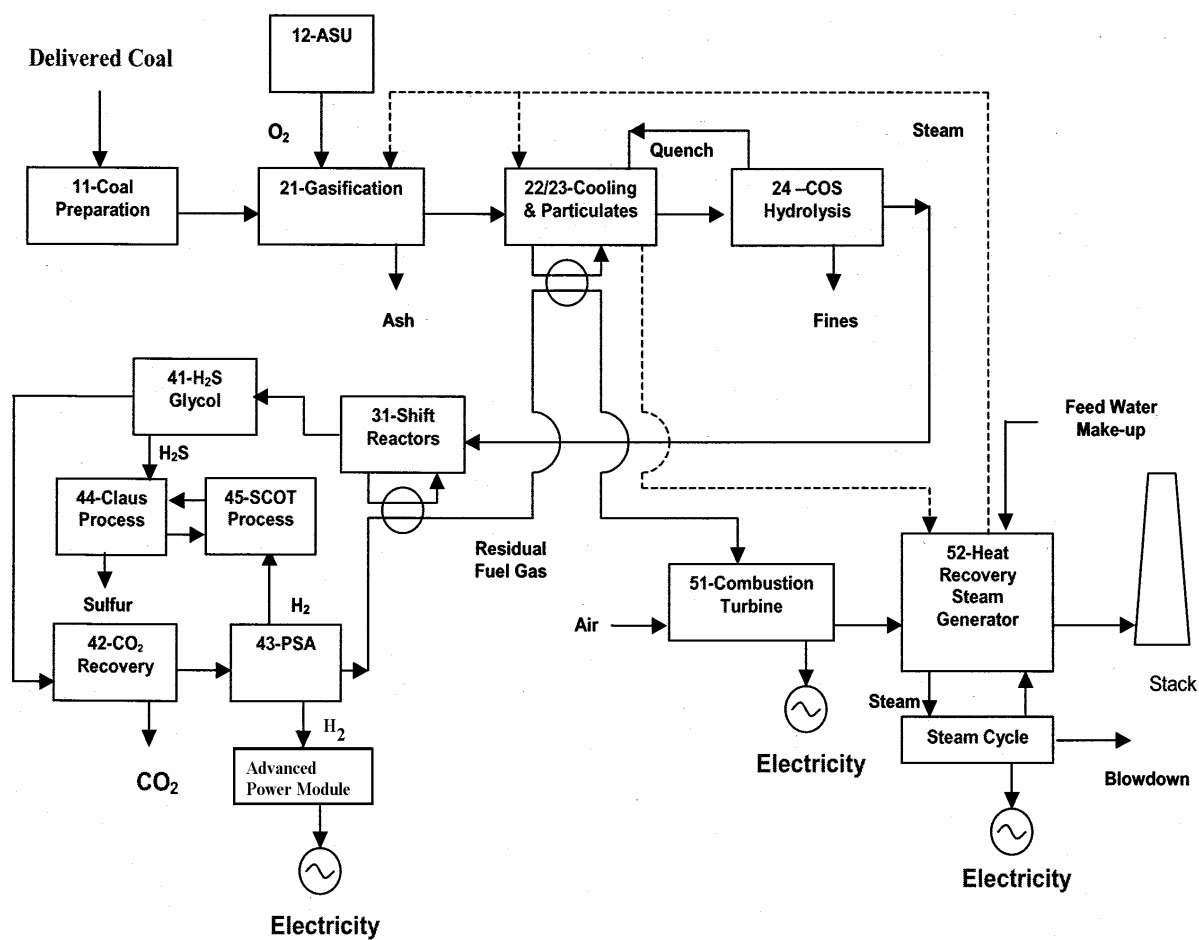 12-ASU
Delivered Coal
O₂
Steam
Quench
11-Coal
Preparation
21-Gasification
22/23-Cooling
& Particulates
24 –COS
Hydrolysis
Ash
Fines
41-H₂S
Glycol
31-Shift
Reactors
Feed Water
Make-up
H₂S
44-Claus
Process
45-SCOT
Process
Residual
Fuel Gas
52-Heat
Recovery
Steam
Generator
51-Combustion
Turbine
Sulfur
H₂
Air
42-CO₂
Recovery
43-PSA
Stack
Steam
H₂
Steam Cycle
CO₂
Advanced
Power Module
Electricity
Blowdown
Electricity
Electricity